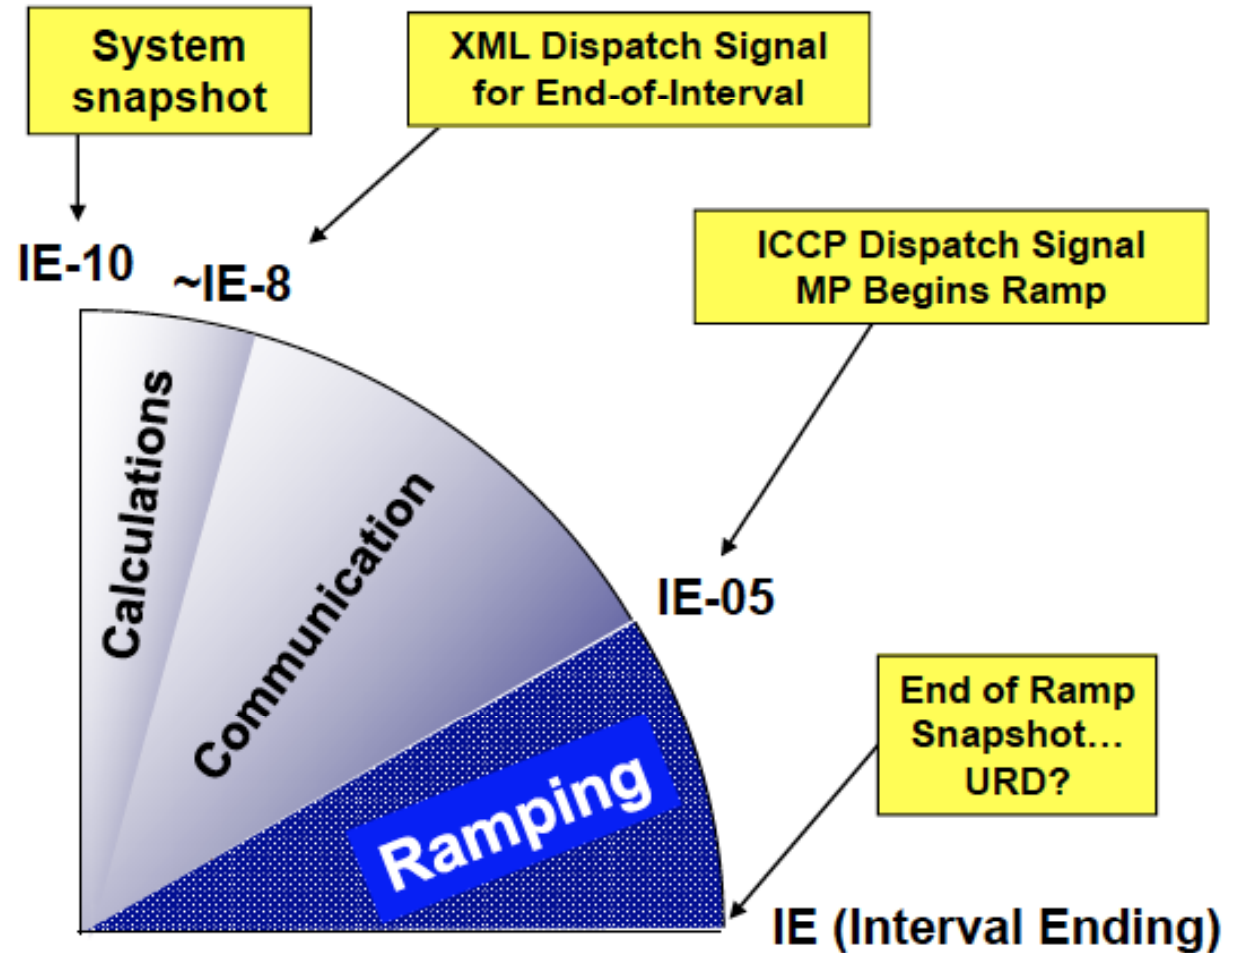 System
snapshot
XML Dispatch Signal
for End-of-Interval
IE-10
~IE-8
ICCP Dispatch Signal
MP Begins Ramp
Calculations
Communication
IE-05
Ramping
End of Ramp
Snapshot...
URD?
IE (Interval Ending)